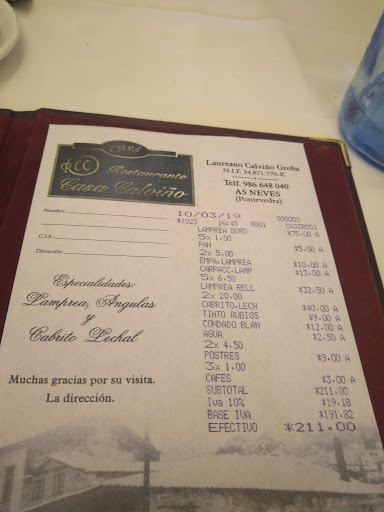 1984
RCC
Restaurante
Casa Calviño
Laureano Calviño Groba
N.I.F. 34.871.770-K
Telf. 986 648 040
AS NEVES
(Pontevedra)
Nombre:
C.I.F.:
Dirección:
Especialidades:
Lamprea, Angulas
y
Cabrito Lechal
Muchas gracias por su visita.
La dirección.
10/03/19 000000
#1023 16:45 0001 CAJERO01
LAMPREA BORD *75.00 A
5x 1.00
PAN *5.00 A
2x 5.00
EMPA.LAMPREA *10.00 A
CARPACC.LAMP *13.00 A
5x 6.50
LAMPREA RELL *32.50 A
2x 20.00
CABRITO.LECH *40.00 A
TINTO RUBIOS *9.00 A
CONDADO BLAN *12.00 A
AGUA *2.50 A
2x 4.50
POSTRES *9.00 A
3x 1.00
CAFES *3.00 A
SUBTOTAL *211.00
Iva 10% *19.18
BASE IVA *191.82
EFECTIVO *211.00